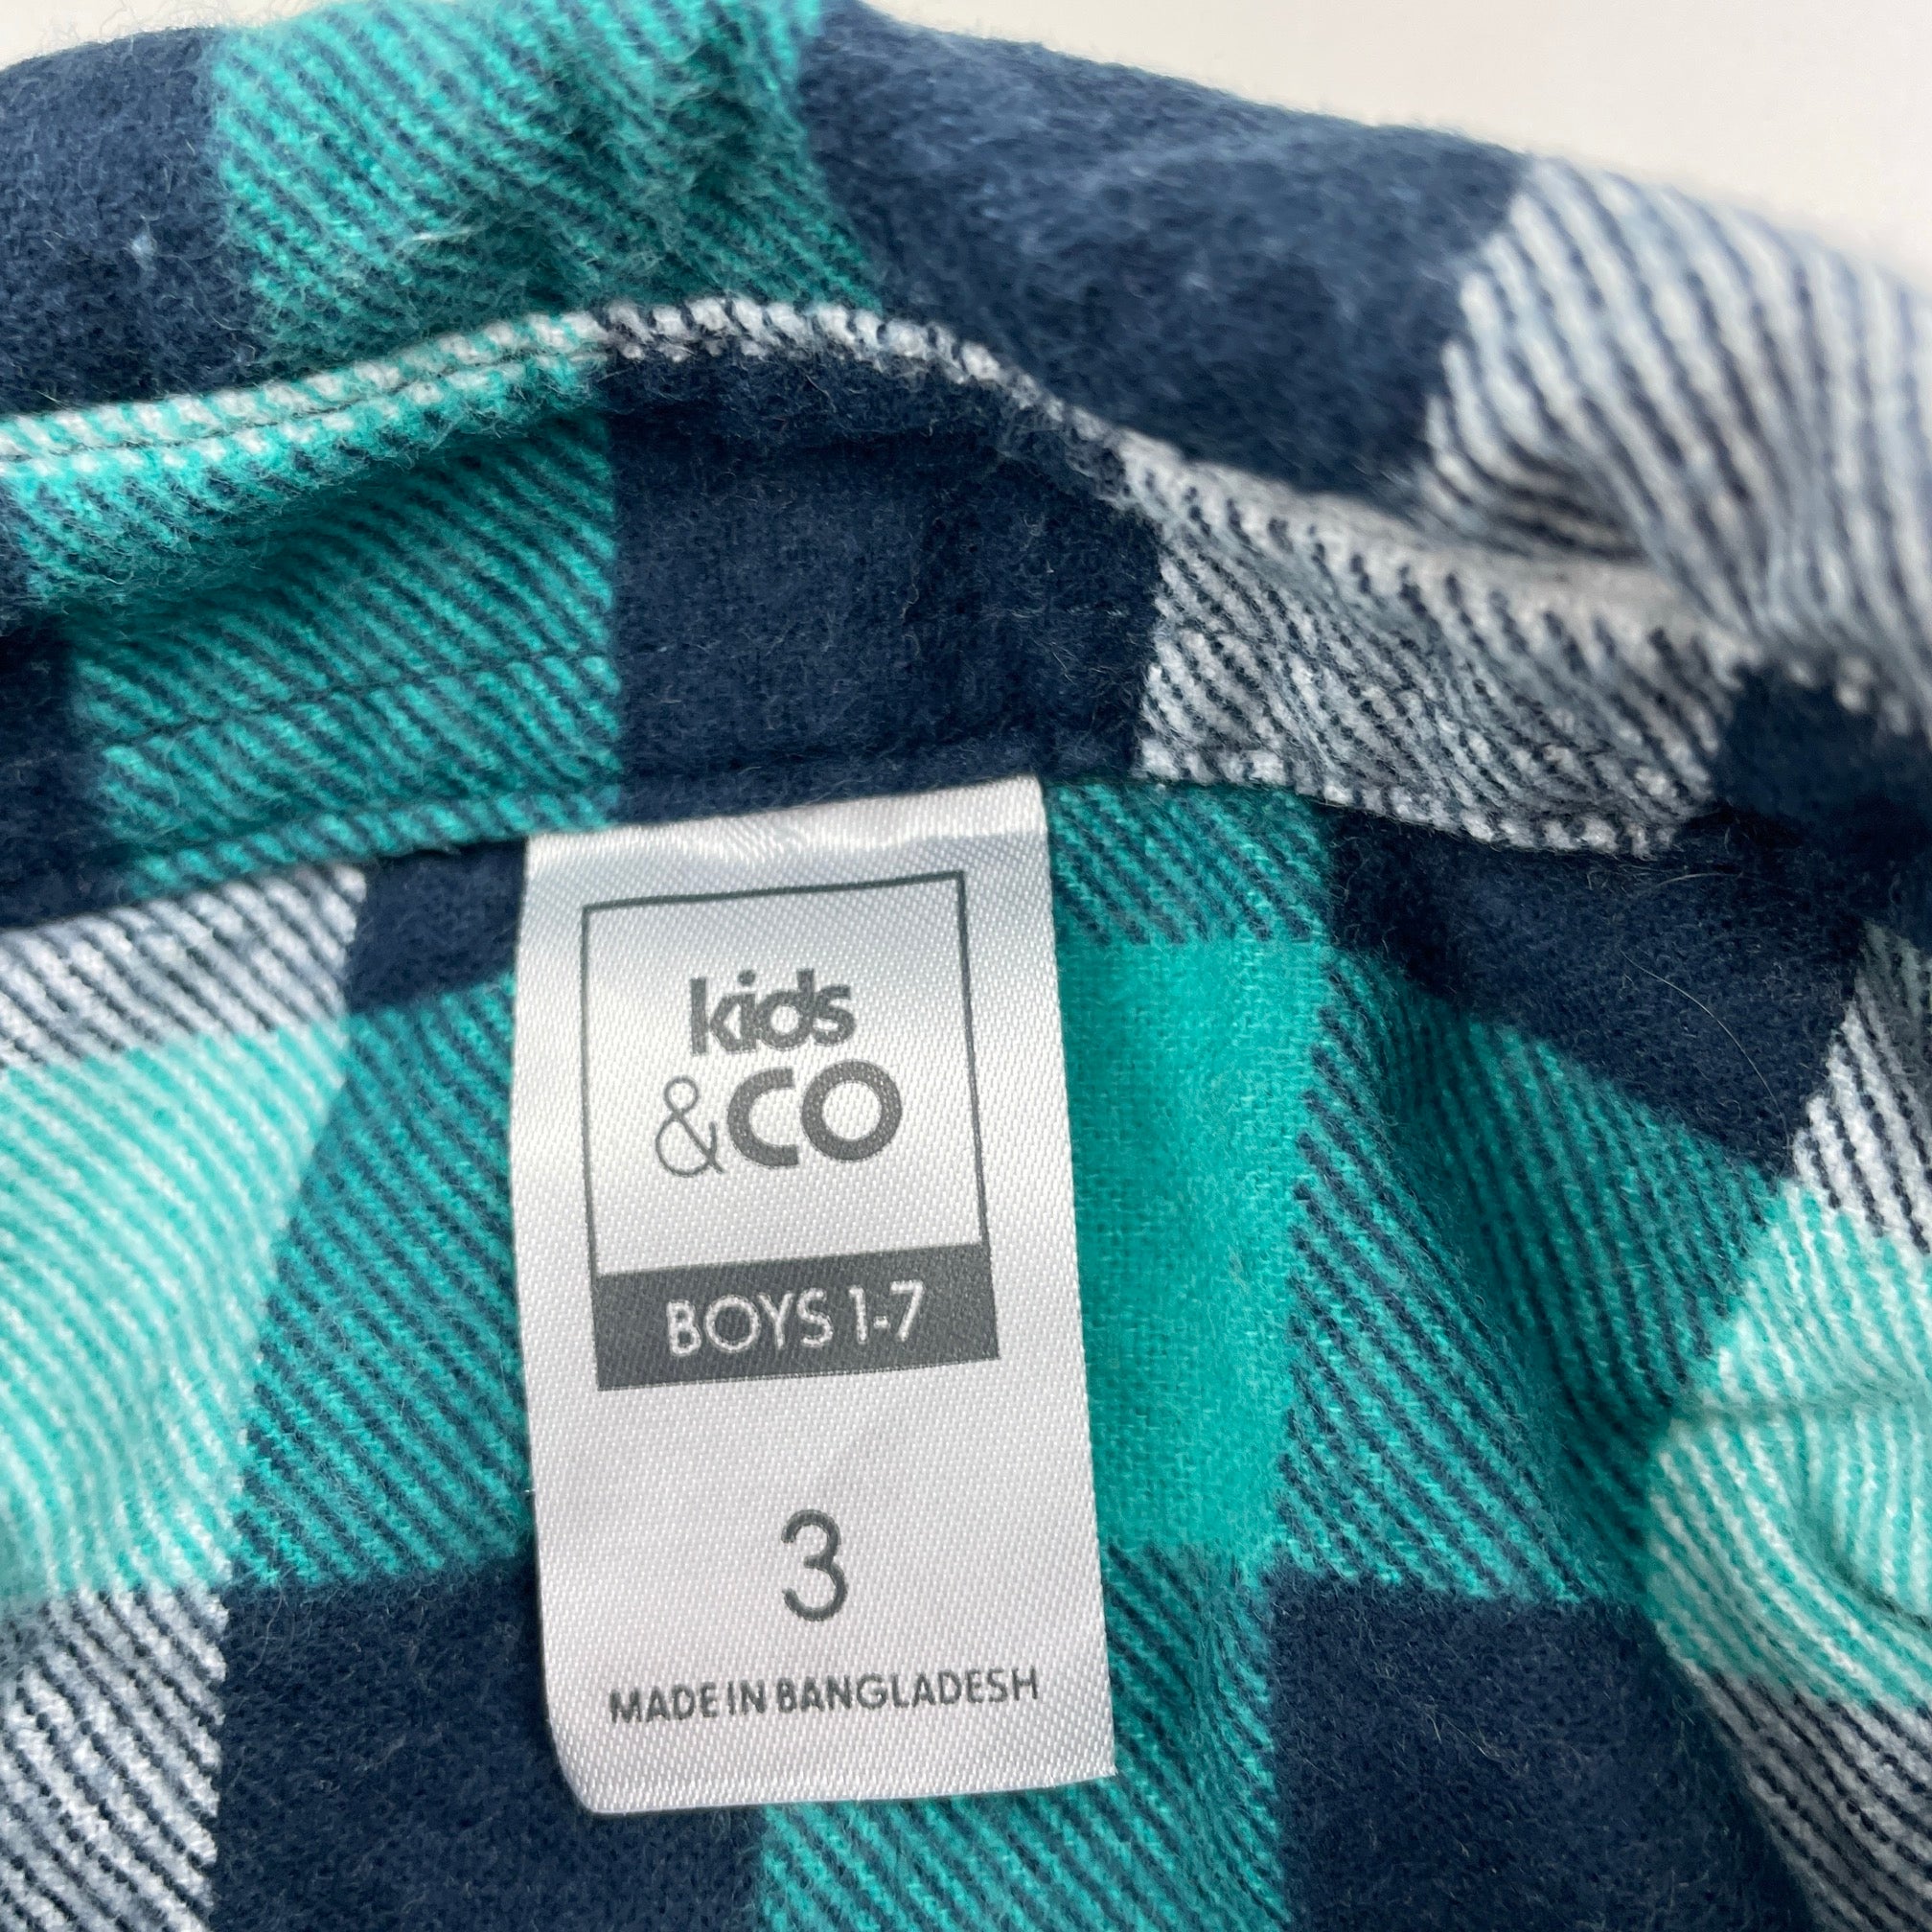 kids
&CO
BOYS 1-7
3
MADE IN BANGLADESH